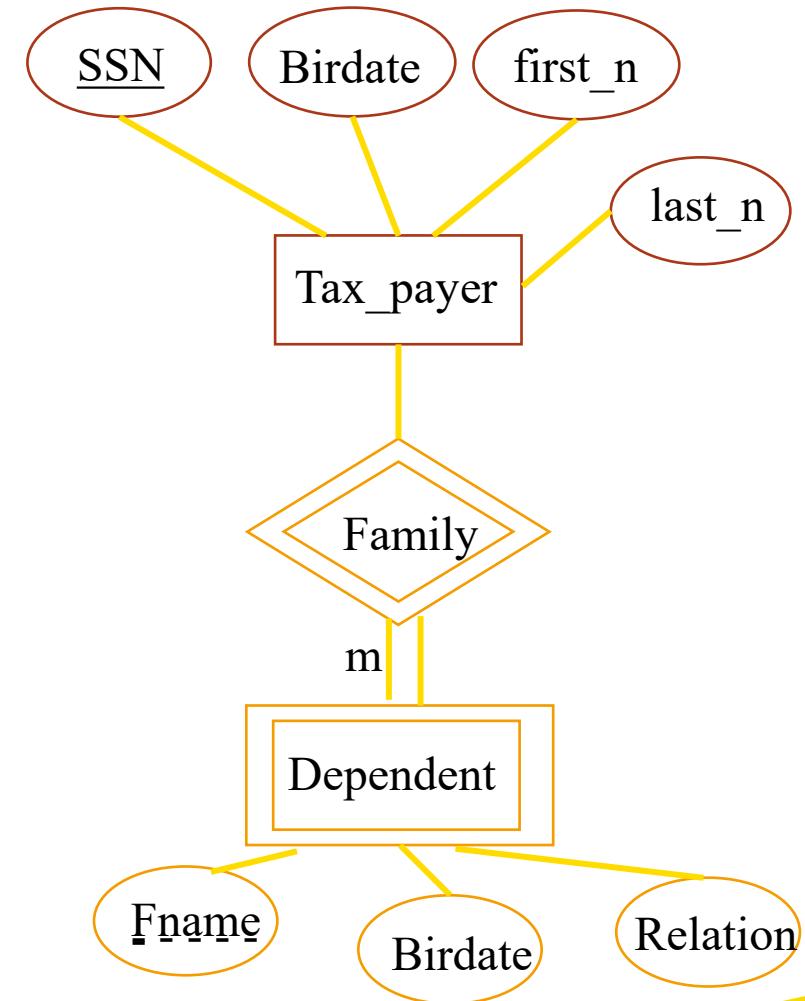 SSN
Birdate
first_n
last_n
Tax_payer
Family
m
Dependent
Fname
Birdate
Relation